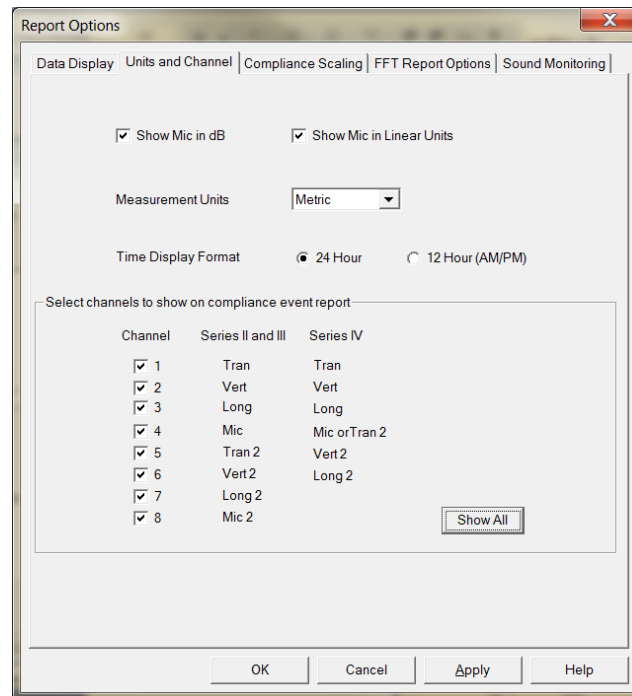 Report Options
Data Display Units and Channel Compliance Scaling FFT Report Options Sound Monitoring
Show Mic in dB Show Mic in Linear Units
Measurement Units Metric
Time Display Format 24 Hour 12 Hour (AM/PM)
Select channels to show on compliance event report
Channel Series II and III Series IV
1 Tran Tran
2 Vert Vert
3 Long Long
4 Mic Mic orTran 2
5 Tran 2 Vert 2
6 Vert 2 Long 2
7 Long 2
8 Mic 2
Show All
OK Cancel Apply Help